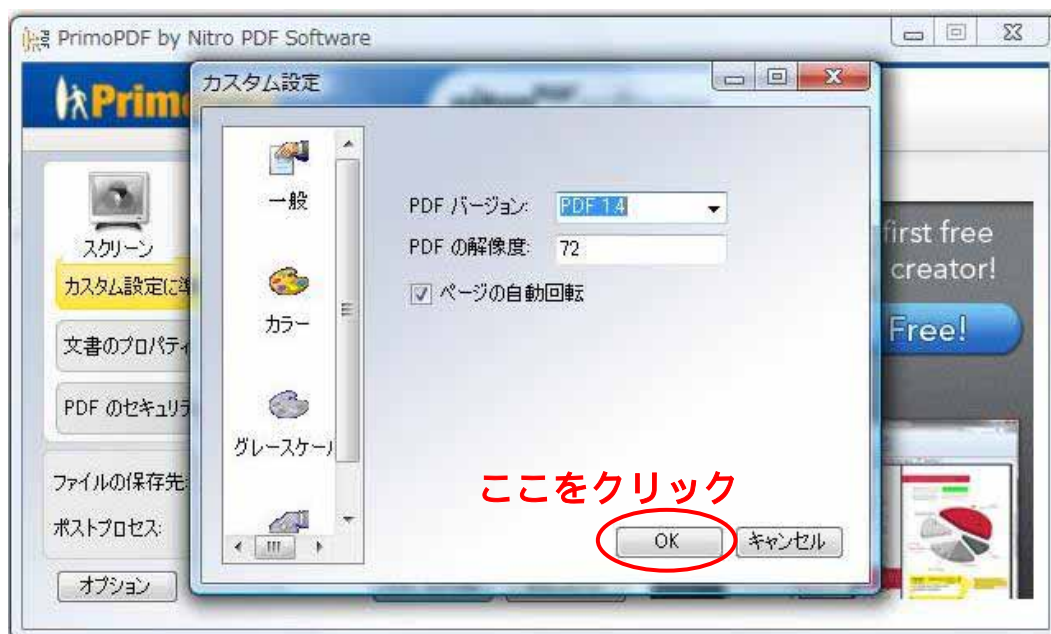 PrimoPDF by Nitro PDF Software
カスタム設定
Prim
一般
PDF バージョン: PDF 1.4
スクリーン
PDF の解像度: 72
first free
creator!
カスタム設定に準
カラー
ページの自動回転
Free!
文書のプロパティ
PDF のセキュリテ
グレースケール
ファイルの保存先:
ここをクリック
ポストプロセス:
OK
キャンセル
オプション